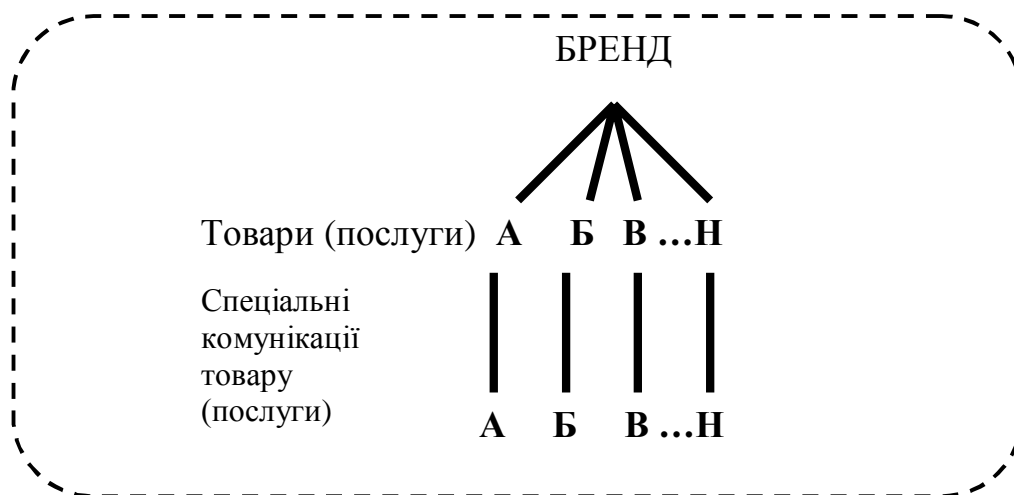 БРЕНД
Товари (послуги) А Б В ...Н
Спеціальні
комунікації
товару
(послуги)
А Б В ...Н